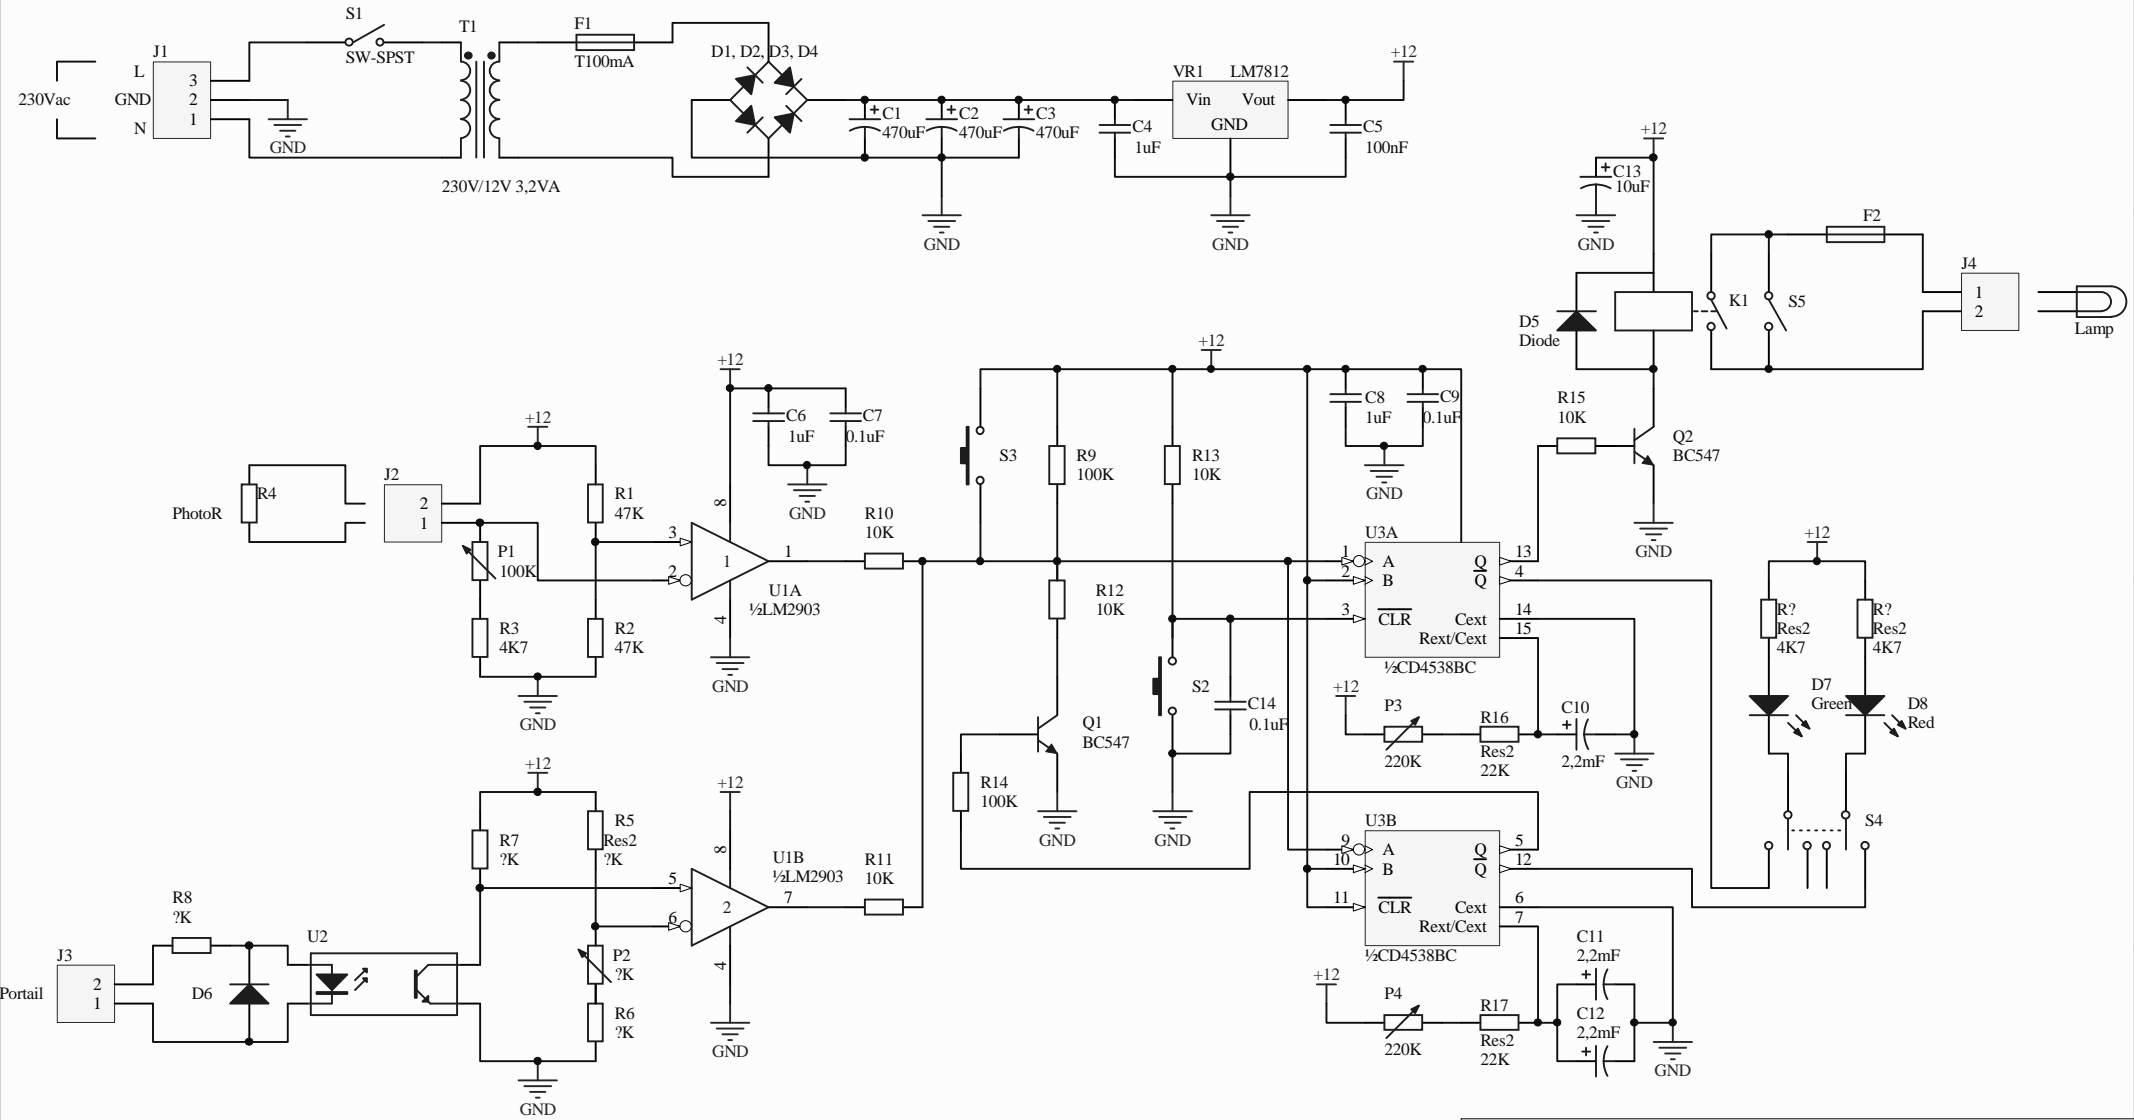 S1
SW-SPST
T1
F1
T100mA
J1
L
GND
N
3
2
1
230Vac
GND
230V/12V 3,2VA
D1, D2, D3, D4
C1
470uF
C2
470uF
C3
470uF
GND
C4
1uF
VR1 LM7812
Vin Vout
GND
GND
+12
C5
100nF
+12
C13
10uF
GND
D5
Diode
K1
S5
F2
J4
1
2
Lamp
R15
10K
Q2
BC547
GND
PhotoR
R4
J2
2
1
+12
R1
47K
P1
100K
R3
4K7
R2
47K
GND
+12
C6
1uF
C7
0.1uF
GND
8
3
2
1
1
4
U1A
½LM2903
GND
R10
10K
S3
+12
R9
100K
R13
10K
R12
10K
C8
1uF
C9
0.1uF
GND
U3A
1
2
3
A
B
CLR
Q
Q
Cext
Rext/Cext
13
4
14
15
½CD4538BC
S2
C14
0.1uF
GND
Q1
BC547
GND
R14
100K
+12
P3
220K
R16
Res2
22K
C10
2,2mF
GND
+12
R?
Res2
4K7
R?
Res2
4K7
D7
Green
D8
Red
S4
+12
R7
?K
R5
Res2
?K
+12
8
5
6
2
7
4
U1B
½LM2903
GND
R11
10K
R8
?K
U2
J3
2
1
Portail
D6
P2
?K
R6
?K
GND
U3B
9
10
11
A
B
CLR
Q
Q
Cext
Rext/Cext
5
12
6
7
½CD4538BC
+12
P4
220K
R17
Res2
22K
C11
2,2mF
C12
2,2mF
GND